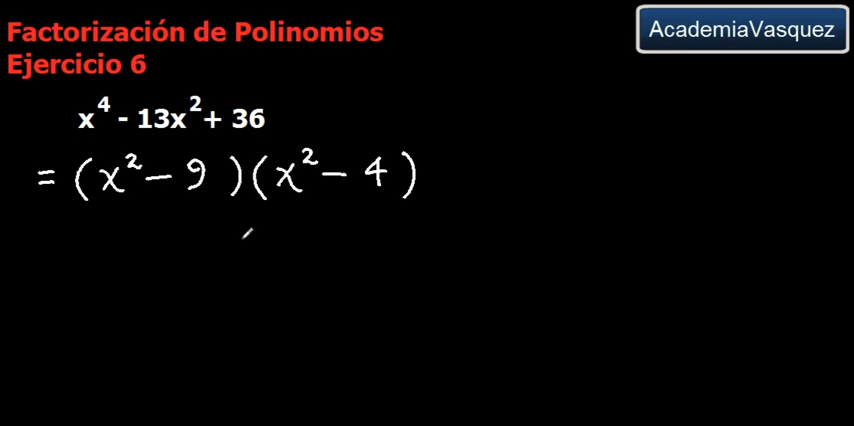 Factorización de Polinomios
AcademiaVasquez
Ejercicio 6
x⁴ - 13x² + 36
= (x² - 9)(x² - 4)